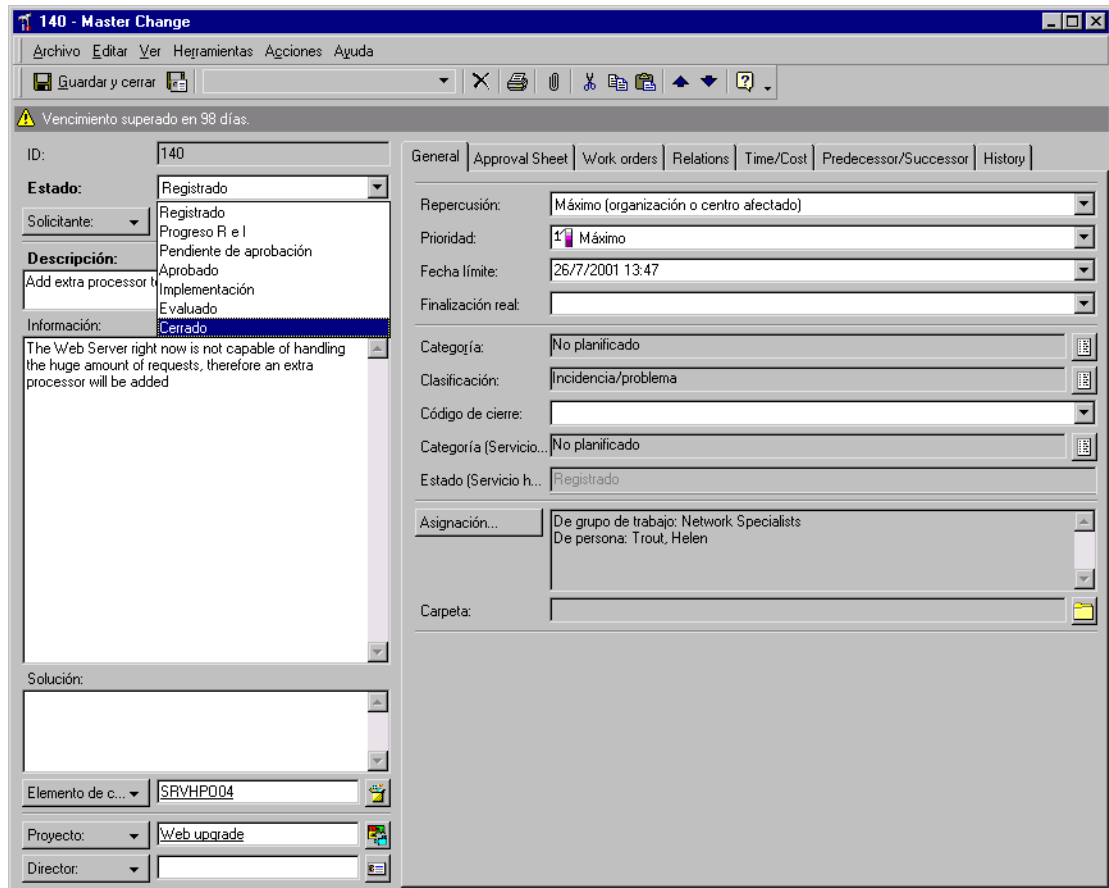 140 - Master Change
Archivo Editar Ver Herramientas Acciones Ayuda
Guardar y cerrar
Vencimiento superado en 98 días.
ID: 140
Estado: Registrado
Registrado
Progreso R e I
Pendiente de aprobación
Aprobado
Implementación
Evaluado
Cerrado
Solicitante:
Descripción:
Add extra processor t
Información:
The Web Server right now is not capable of handling
the huge amount of requests, therefore an extra
processor will be added
Solución:
Elemento de c... SRVHP004
Proyecto: Web upgrade
Director:
General Approval Sheet Work orders Relations Time/Cost Predecessor/Successor History
Repercusión: Máximo (organización o centro afectado)
Prioridad: Máximo
Fecha límite: 26/7/2001 13:47
Finalización real:
Categoría: No planificado
Clasificación: Incidencia/problema
Código de cierre:
Categoría (Servicio... No planificado
Estado (Servicio h... Registrado
Asignación... De grupo de trabajo: Network Specialists
De persona: Trout, Helen
Carpeta: